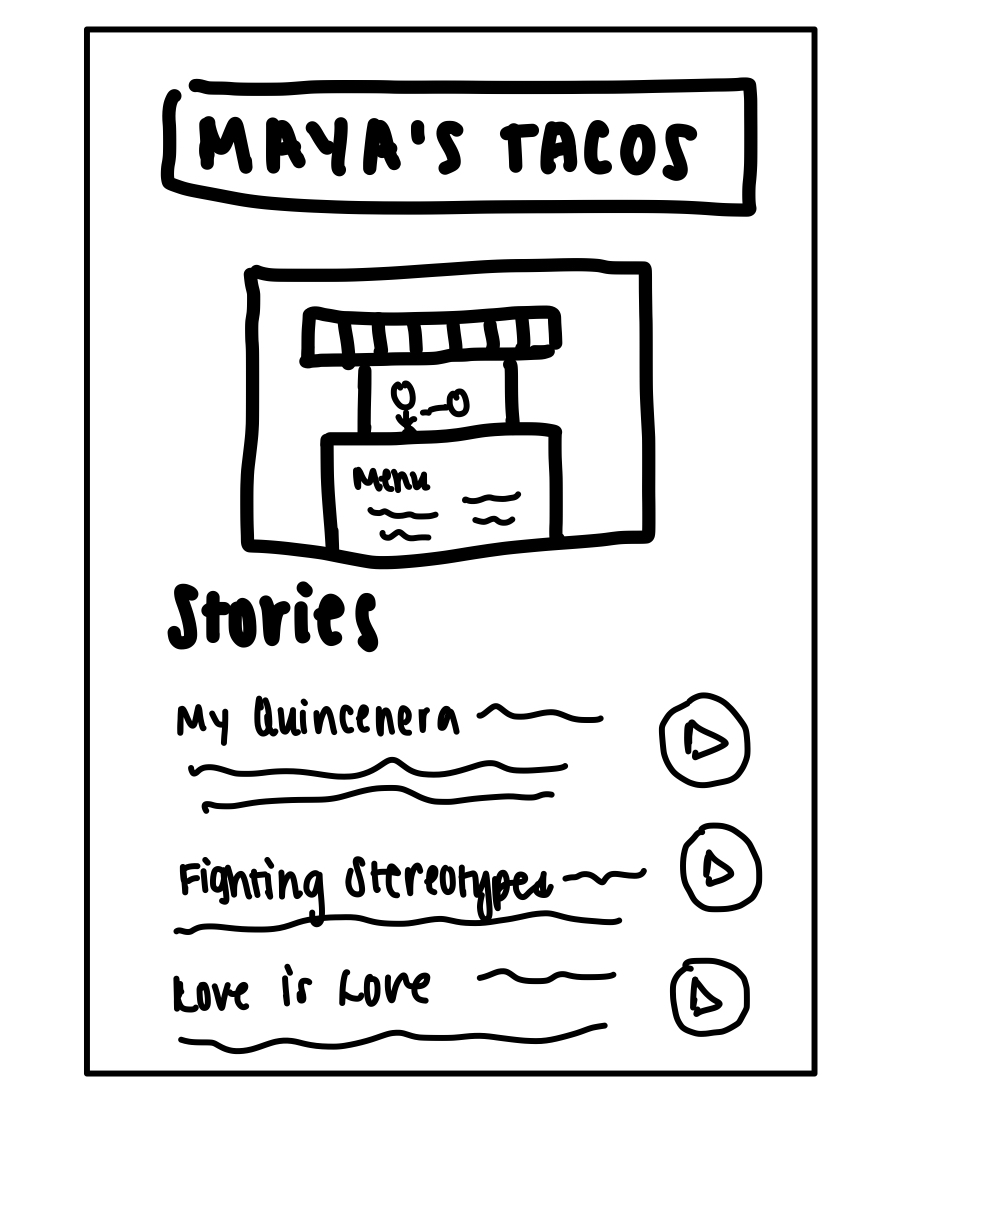 MAYA'S TACOS
Menu
Stories
My Quincenera
Fighting Stereotypes
Love is Love